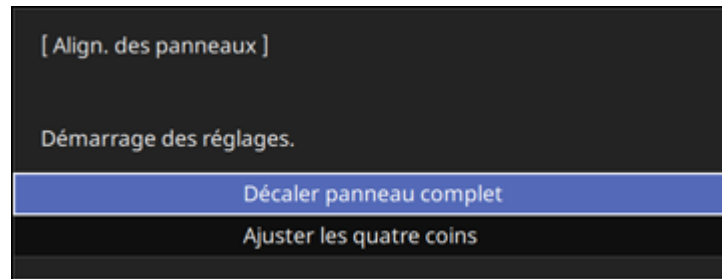 [ Align. des panneaux ]
Démarrage des réglages.
Décaler panneau complet
Ajuster les quatre coins